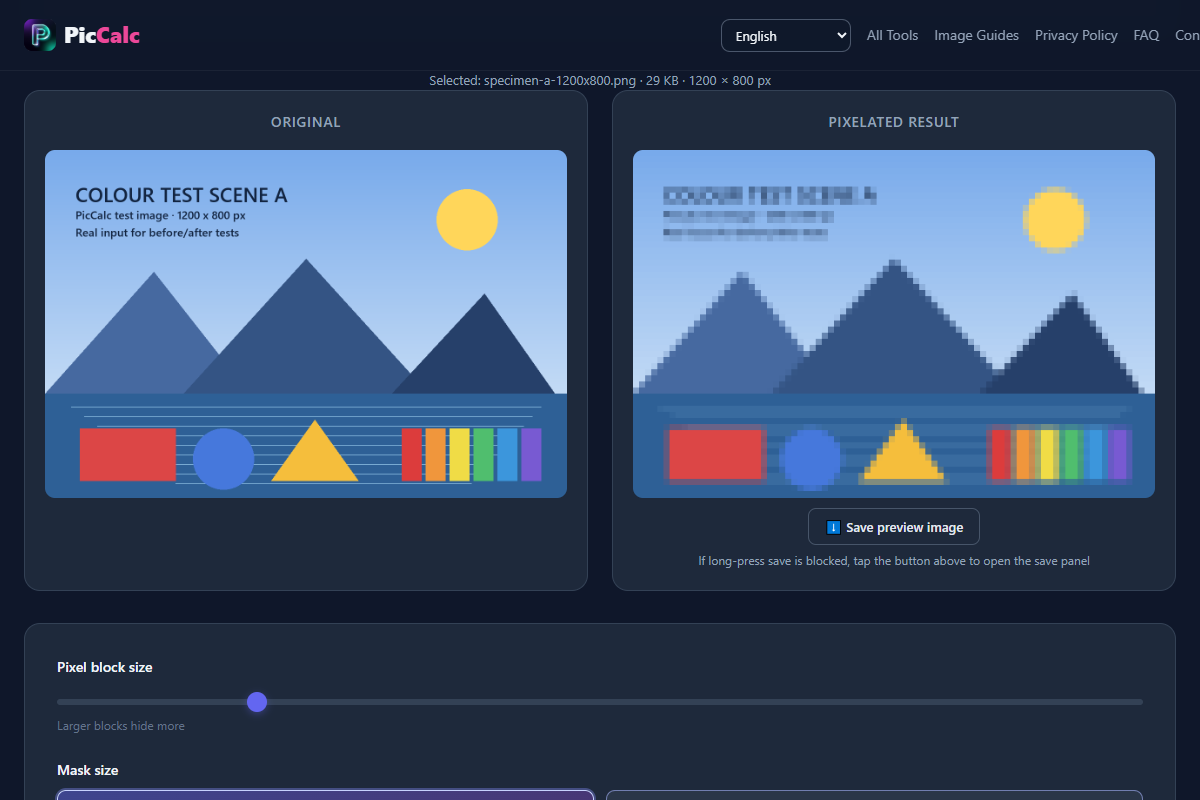 PicCalc
English
All Tools
Image Guides
Privacy Policy
FAQ
Con
Selected: specimen-a-1200x800.png · 29 KB · 1200 × 800 px
ORIGINAL
COLOUR TEST SCENE A
PicCalc test image · 1200 x 800 px
Real input for before/after tests
PIXELATED RESULT
Save preview image
If long-press save is blocked, tap the button above to open the save panel
Pixel block size
Larger blocks hide more
Mask size